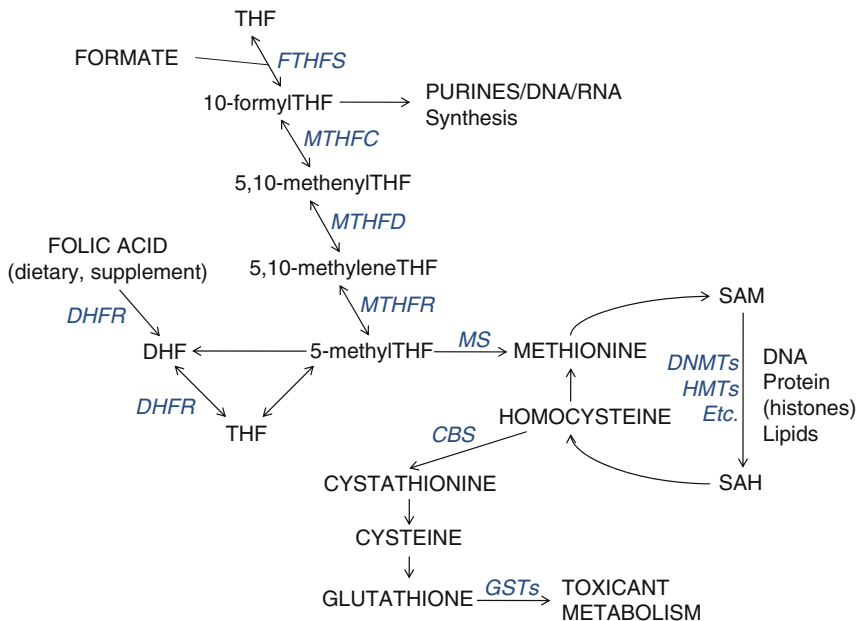 THF
FORMATE
FTHFS
10-formylTHF
PURINES/DNA/RNA
Synthesis
MTHFC
5,10-methenylTHF
MTHFD
FOLIC ACID
(dietary, supplement)
5,10-methyleneTHF
DHFR
MTHFR
SAM
DHF
5-methylTHF
MS
METHIONINE
DNMTs
HMTs
Etc.
DNA
Protein
(histones)
Lipids
DHFR
THF
HOMOCYSTEINE
CBS
CYSTATHIONINE
SAH
CYSTEINE
GLUTATHIONE
GSTs
TOXICANT
METABOLISM